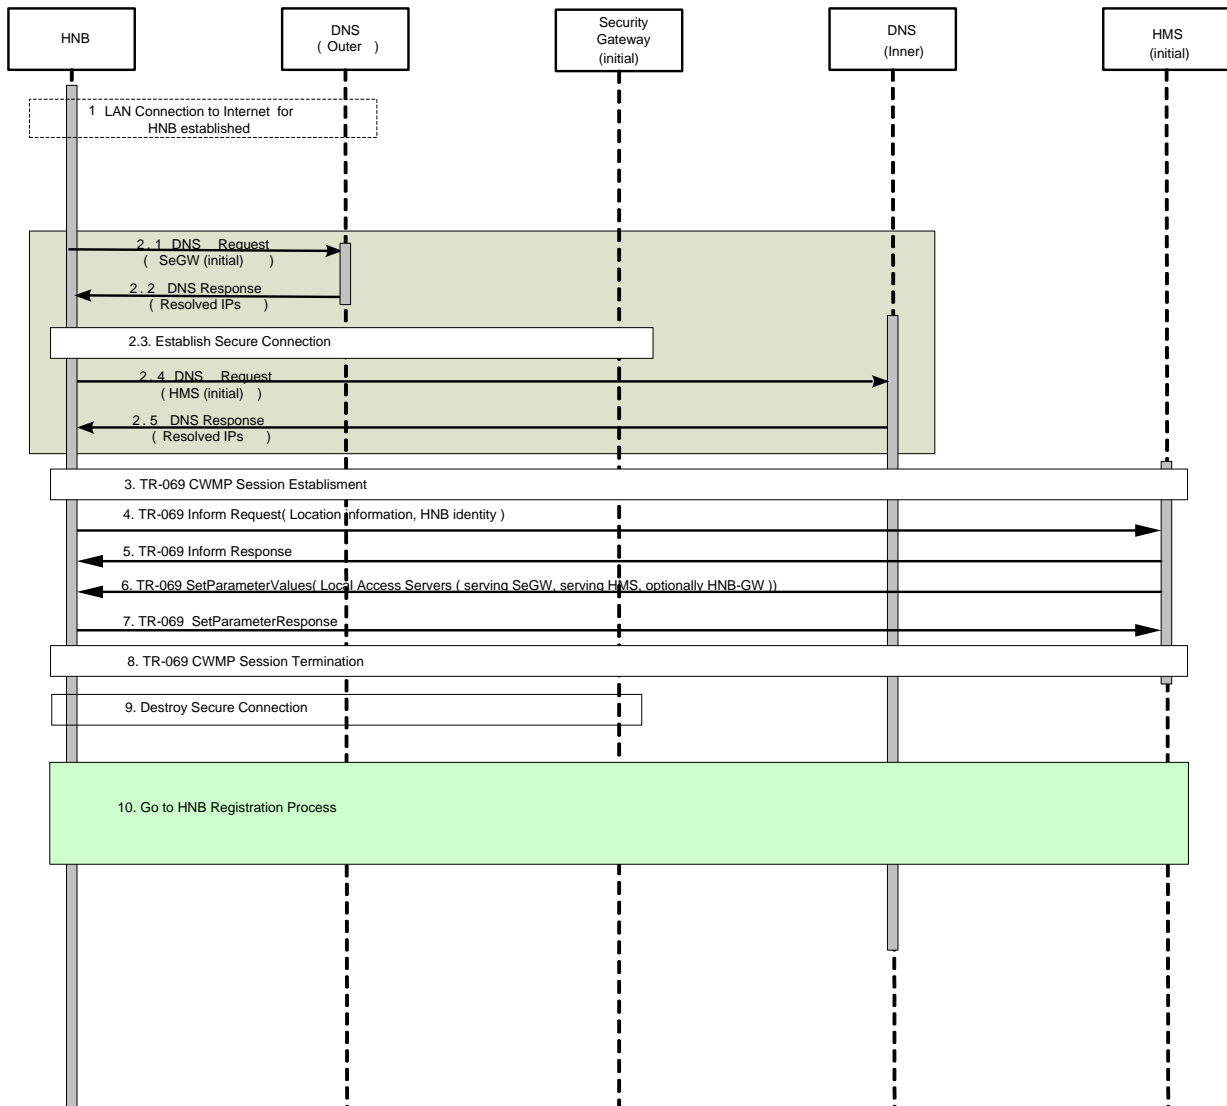 HNB
DNS
( Outer )
Security
Gateway
(initial)
DNS
(Inner)
HMS
(initial)
1 LAN Connection to Internet for
HNB established
2.1 DNS Request
( SeGW (initial) )
2.2 DNS Response
( Resolved IPs )
2.3. Establish Secure Connection
2.4 DNS Request
( HMS (initial) )
2.5 DNS Response
( Resolved IPs )
3. TR-069 CWMP Session Establisment
4. TR-069 Inform Request( Location information, HNB identity )
5. TR-069 Inform Response
6. TR-069 SetParameterValues( Local Access Servers ( serving SeGW, serving HMS, optionally HNB-GW ))
7. TR-069 SetParameterResponse
8. TR-069 CWMP Session Termination
9. Destroy Secure Connection
10. Go to HNB Registration Process